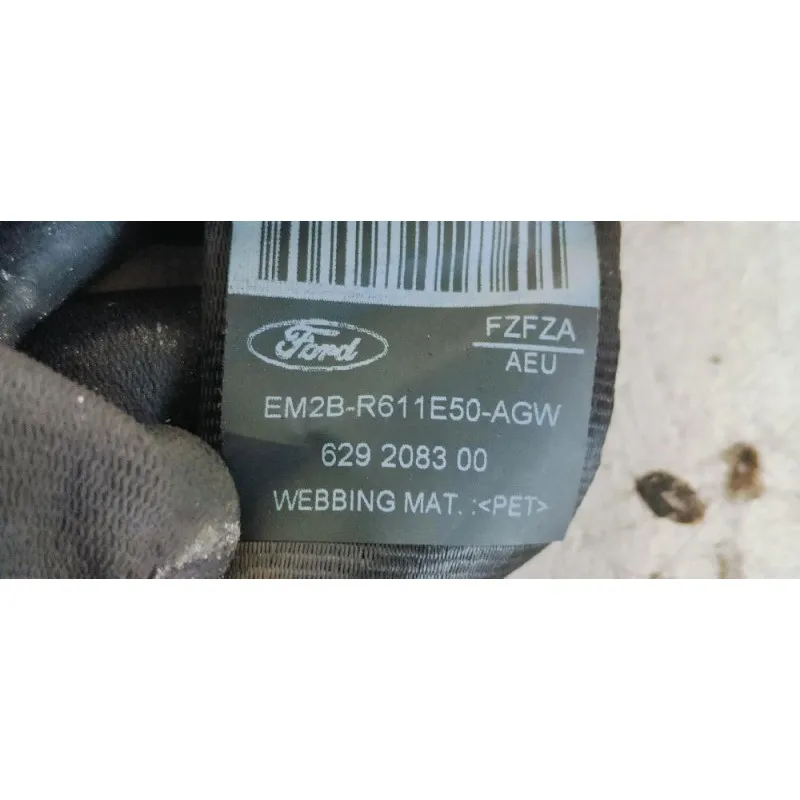 Ford
FZFZA
AEU
EM2B-R611E50-AGW
629 2083 00
WEBBING MAT. :<PET>